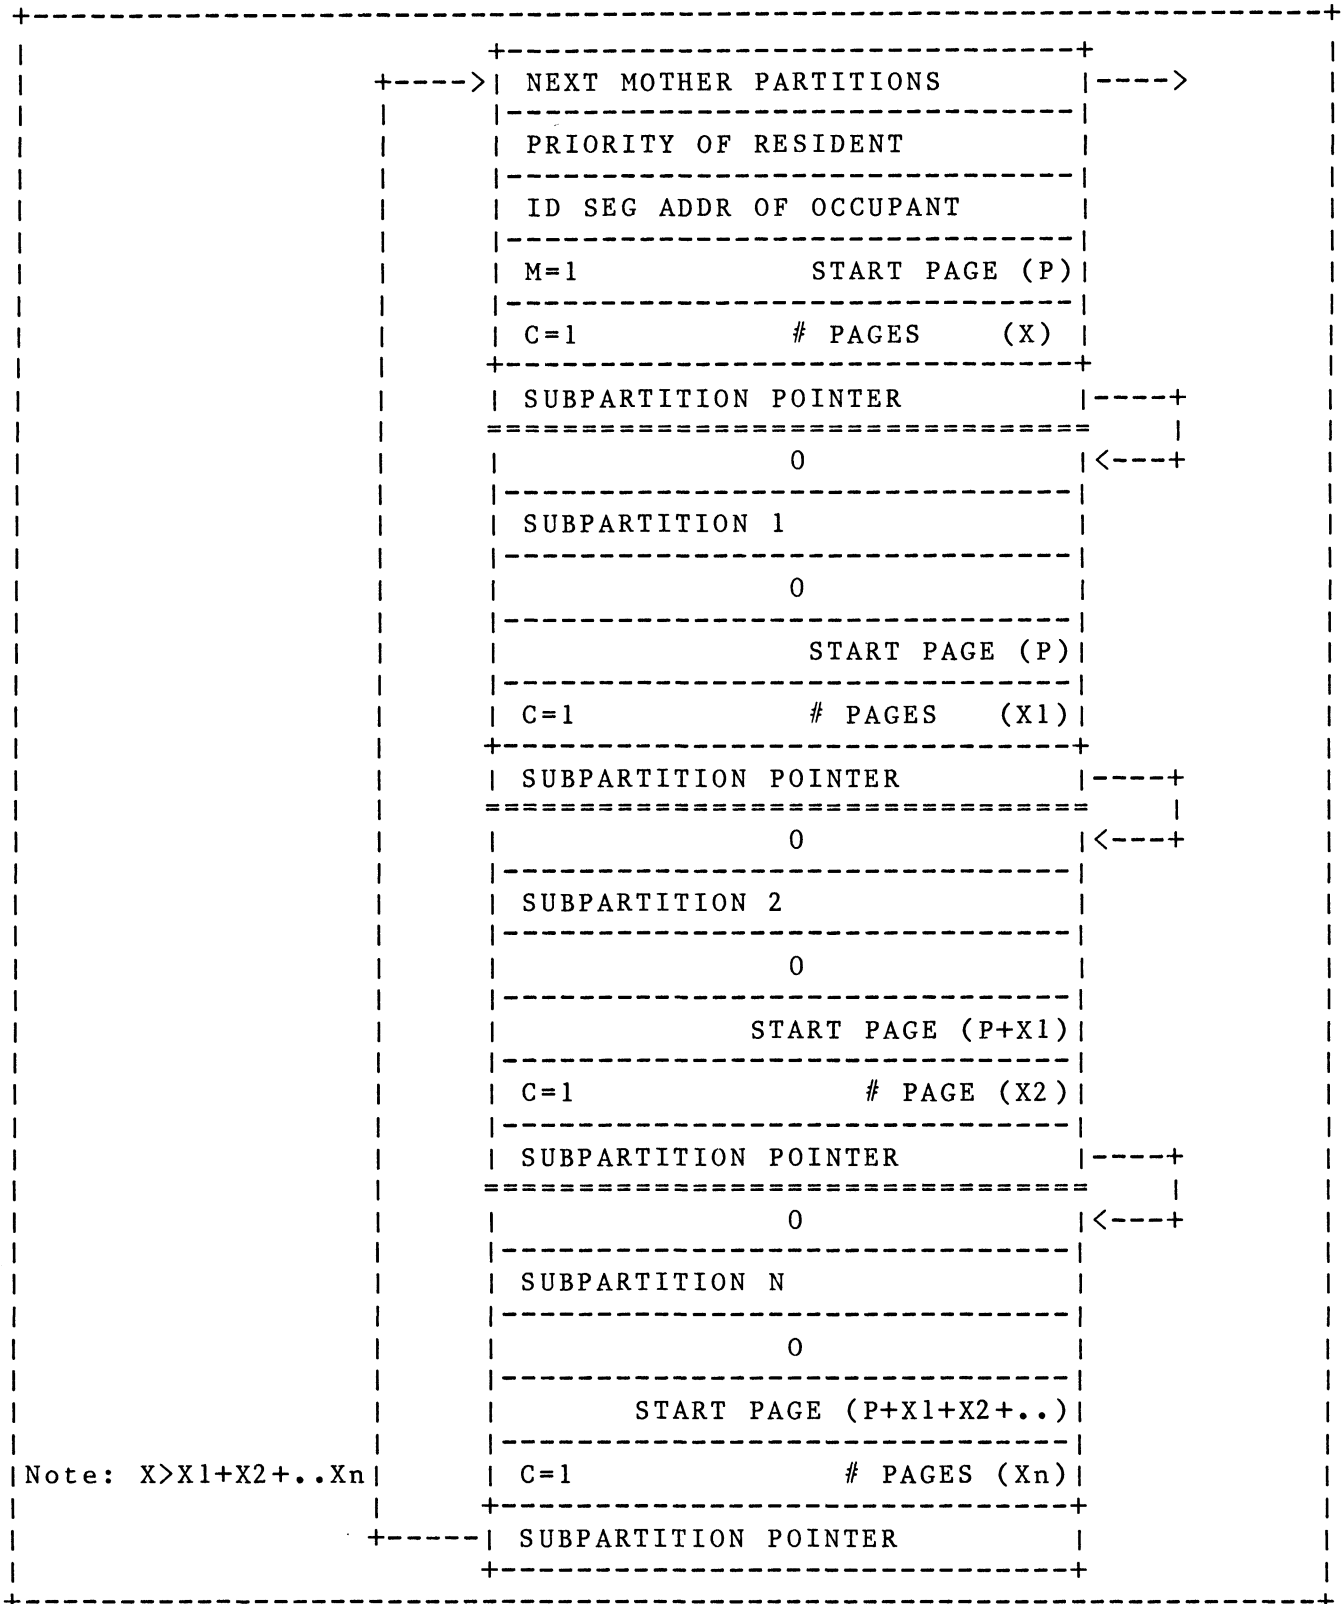 NEXT MOTHER PARTITIONS
PRIORITY OF RESIDENT
ID SEG ADDR OF OCCUPANT
M=1 START PAGE (P)
C=1 # PAGES (X)
SUBPARTITION POINTER
0
SUBPARTITION 1
0
START PAGE (P)
C=1 # PAGES (X1)
SUBPARTITION POINTER
0
SUBPARTITION 2
0
START PAGE (P+X1)
C=1 # PAGE (X2)
SUBPARTITION POINTER
0
SUBPARTITION N
0
START PAGE (P+X1+X2+..)
Note: X>X1+X2+..Xn C=1 # PAGES (Xn)
SUBPARTITION POINTER